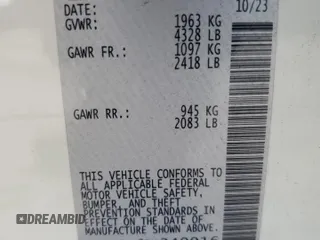 DATE: 10/23
GVWR: 1963 KG
4328 LB
GAWR FR: 1097 KG
2418 LB
GAWR RR: 945 KG
2083 LB
THIS VEHICLE CONFORMS TO
ALL APPLICABLE FEDERAL
MOTOR VEHICLE SAFETY,
BUMPER, AND THEFT
PREVENTION STANDARDS IN
EFFECT ON THE DATE OF
MANUFACTURE SHOWN ABOVE.
DREAMBID